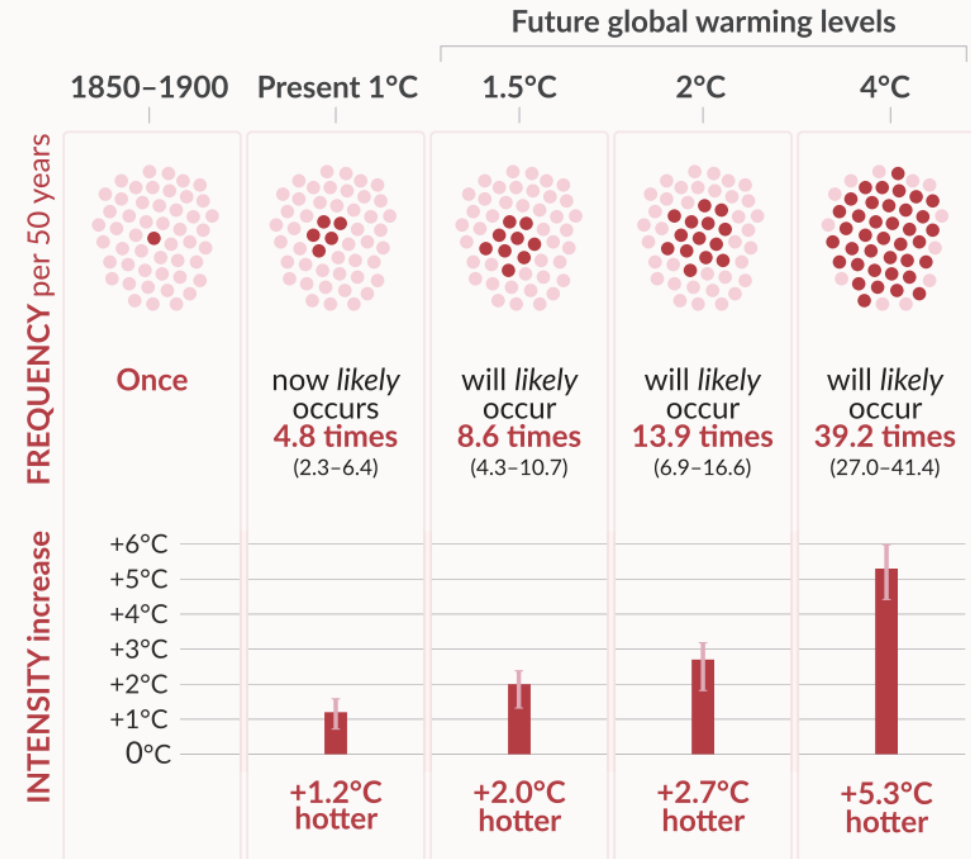 Future global warming levels
1850–1900
Present 1°C
1.5°C
2°C
4°C
FREQUENCY per 50 years
Once
now likely
occurs
4.8 times
(2.3–6.4)
will likely
occur
8.6 times
(4.3–10.7)
will likely
occur
13.9 times
(6.9–16.6)
will likely
occur
39.2 times
(27.0–41.4)
INTENSITY increase
+6°C
+5°C
+4°C
+3°C
+2°C
+1°C
0°C
+1.2°C
hotter
+2.0°C
hotter
+2.7°C
hotter
+5.3°C
hotter